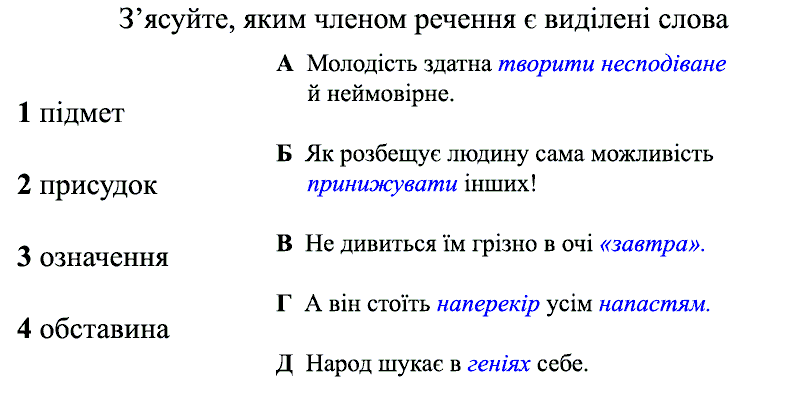 З’ясуйте, яким членом речення є виділені слова
1 підмет
2 присудок
3 означення
4 обставина
А Молодість здатна творити несподіване
й неймовірне.
Б Як розбещує людину сама можливість
принижувати інших!
В Не дивиться їм грізно в очі «завтра».
Г А він стоїть наперекір усім напастям.
Д Народ шукає в геніях себе.